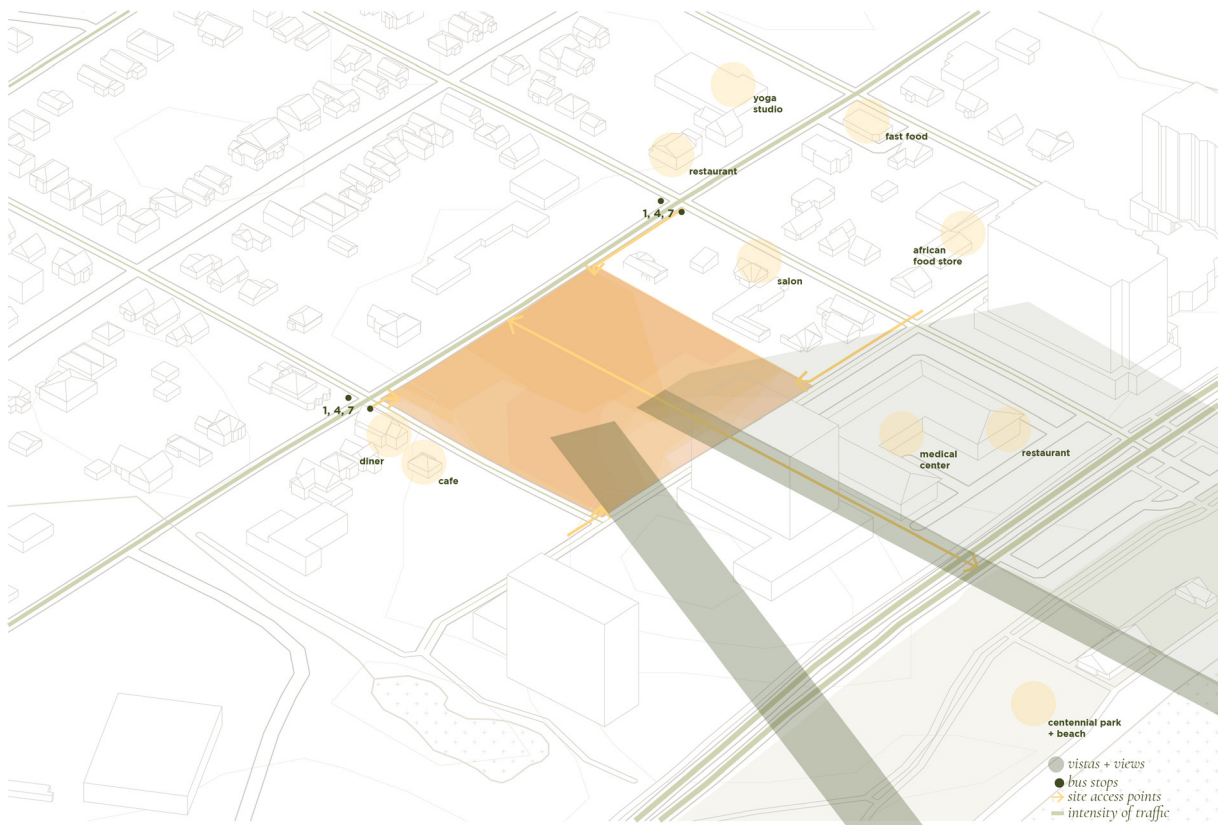 yoga
studio
fast food
restaurant
1, 4, 7
african
food store
salon
1, 4, 7
diner
cafe
medical
center
restaurant
centennial park
+ beach
vistas + views
bus stops
site access points
intensity of traffic